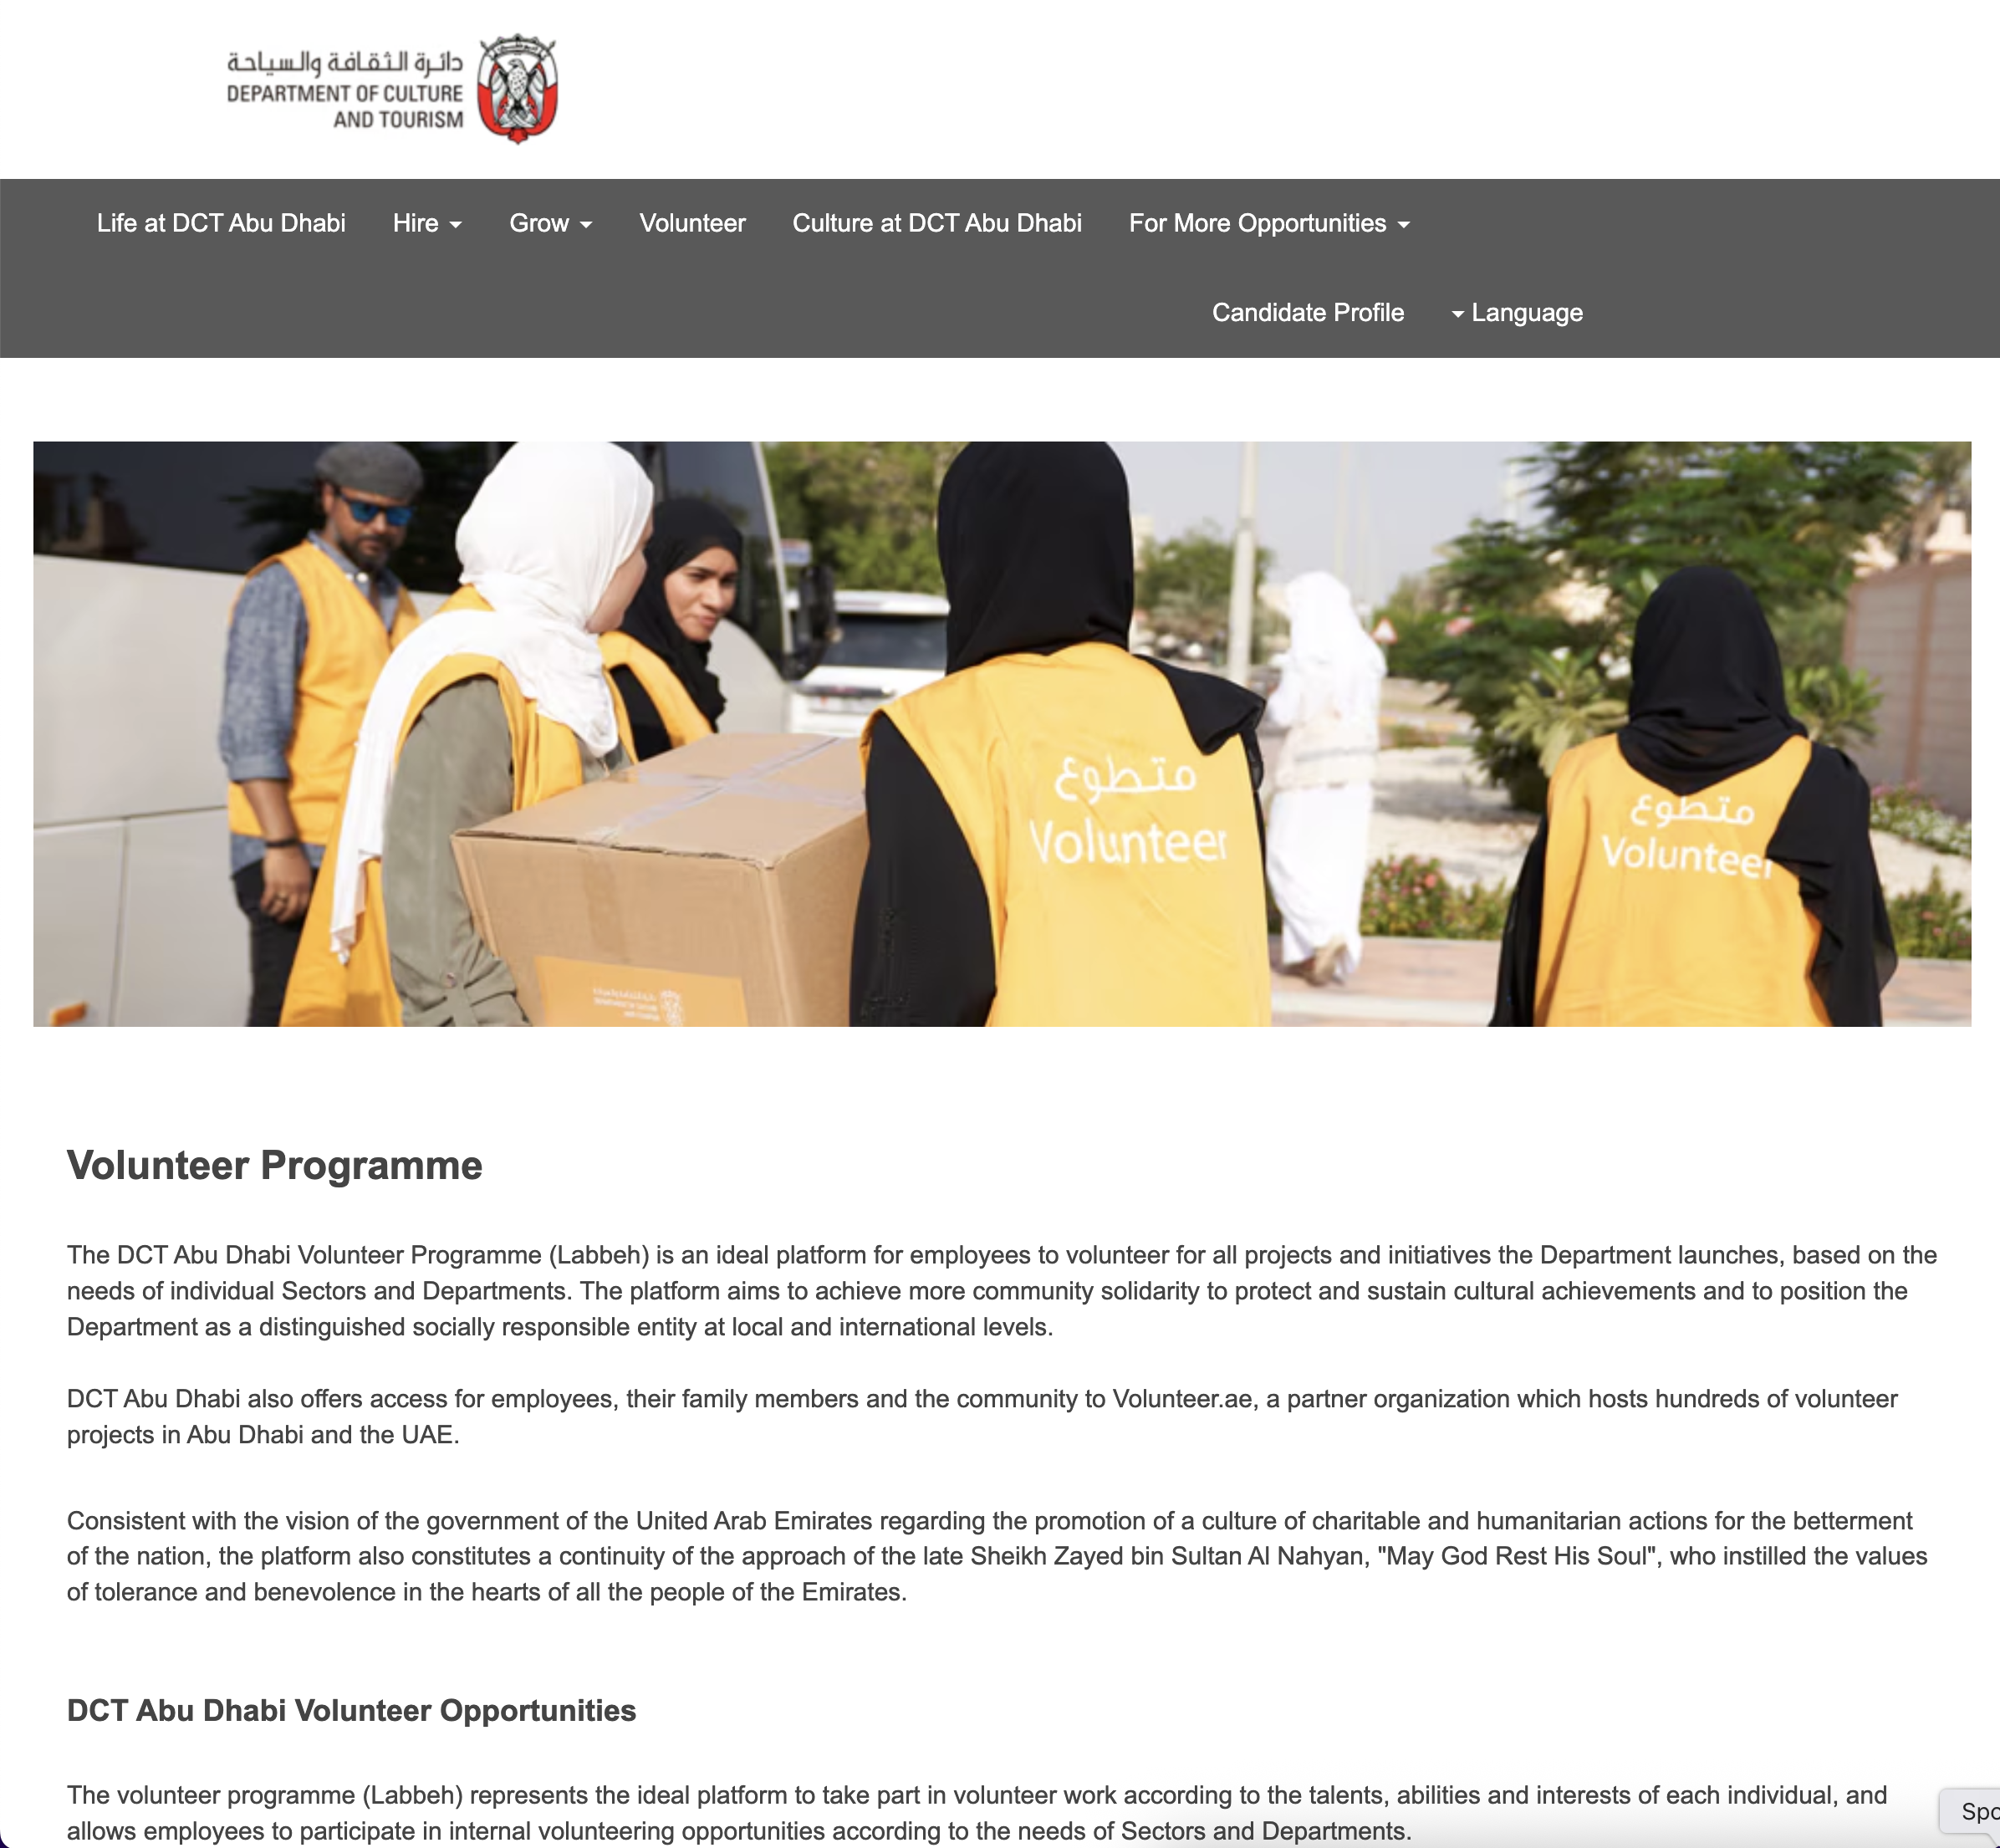 دائرة الثقافة والسياحة
DEPARTMENT OF CULTURE
AND TOURISM
Life at DCT Abu Dhabi Hire Grow Volunteer Culture at DCT Abu Dhabi For More Opportunities
Candidate Profile Language
متطوع
Volunteer
متطوع
Volunteer
Volunteer Programme
The DCT Abu Dhabi Volunteer Programme (Labbeh) is an ideal platform for employees to volunteer for all projects and initiatives the Department launches, based on the
needs of individual Sectors and Departments. The platform aims to achieve more community solidarity to protect and sustain cultural achievements and to position the
Department as a distinguished socially responsible entity at local and international levels.
DCT Abu Dhabi also offers access for employees, their family members and the community to Volunteer.ae, a partner organization which hosts hundreds of volunteer
projects in Abu Dhabi and the UAE.
Consistent with the vision of the government of the United Arab Emirates regarding the promotion of a culture of charitable and humanitarian actions for the betterment
of the nation, the platform also constitutes a continuity of the approach of the late Sheikh Zayed bin Sultan Al Nahyan, "May God Rest His Soul", who instilled the values
of tolerance and benevolence in the hearts of all the people of the Emirates.
DCT Abu Dhabi Volunteer Opportunities
The volunteer programme (Labbeh) represents the ideal platform to take part in volunteer work according to the talents, abilities and interests of each individual, and
allows employees to participate in internal volunteering opportunities according to the needs of Sectors and Departments.